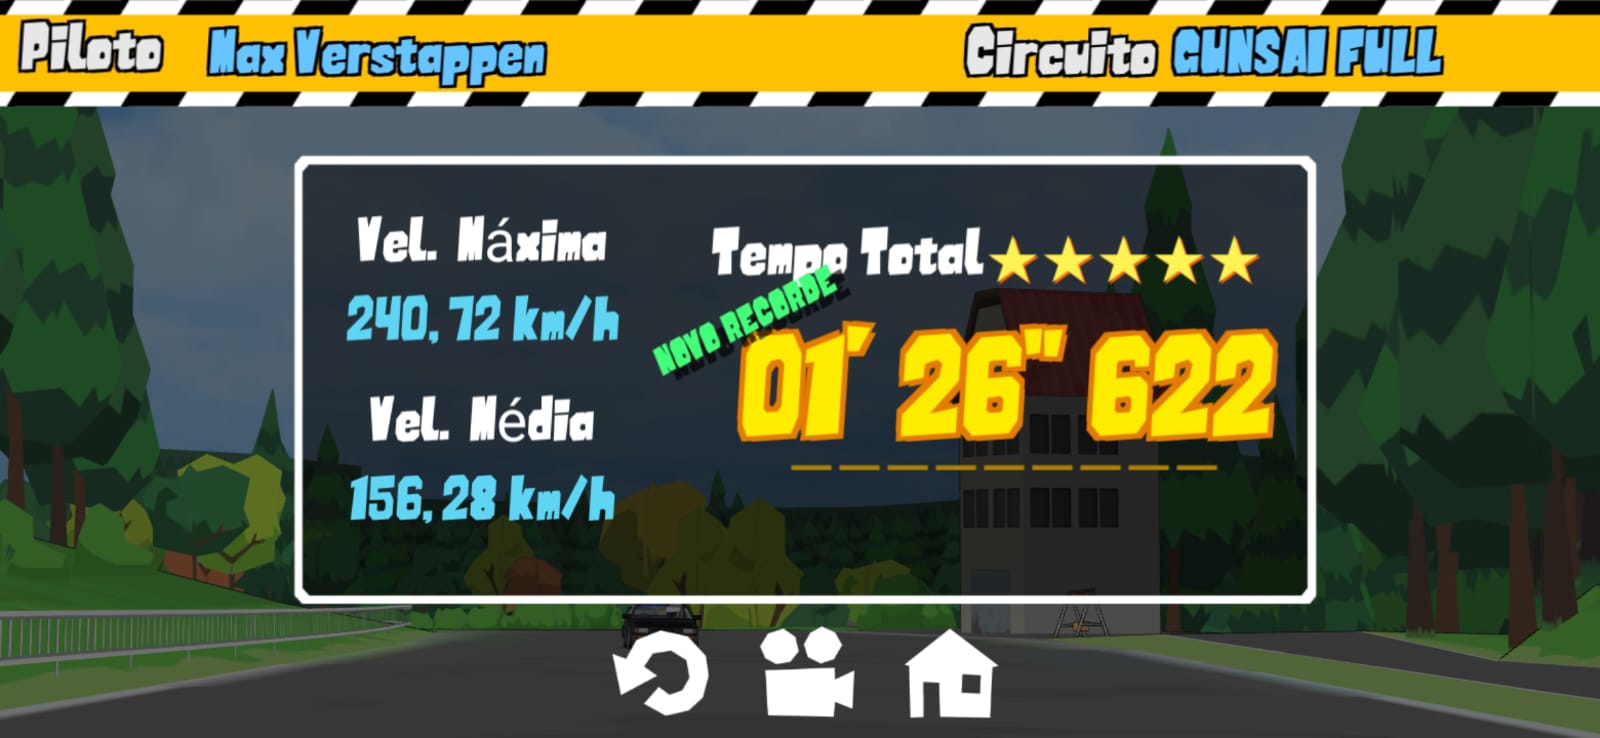 Piloto Max Verstappen
Circuito GUNSAI FULL
Vel. Máxima
240,72 km/h
Vel. Média
156,28 km/h
Tempo Total
NOVO RECORDE
01' 26" 622